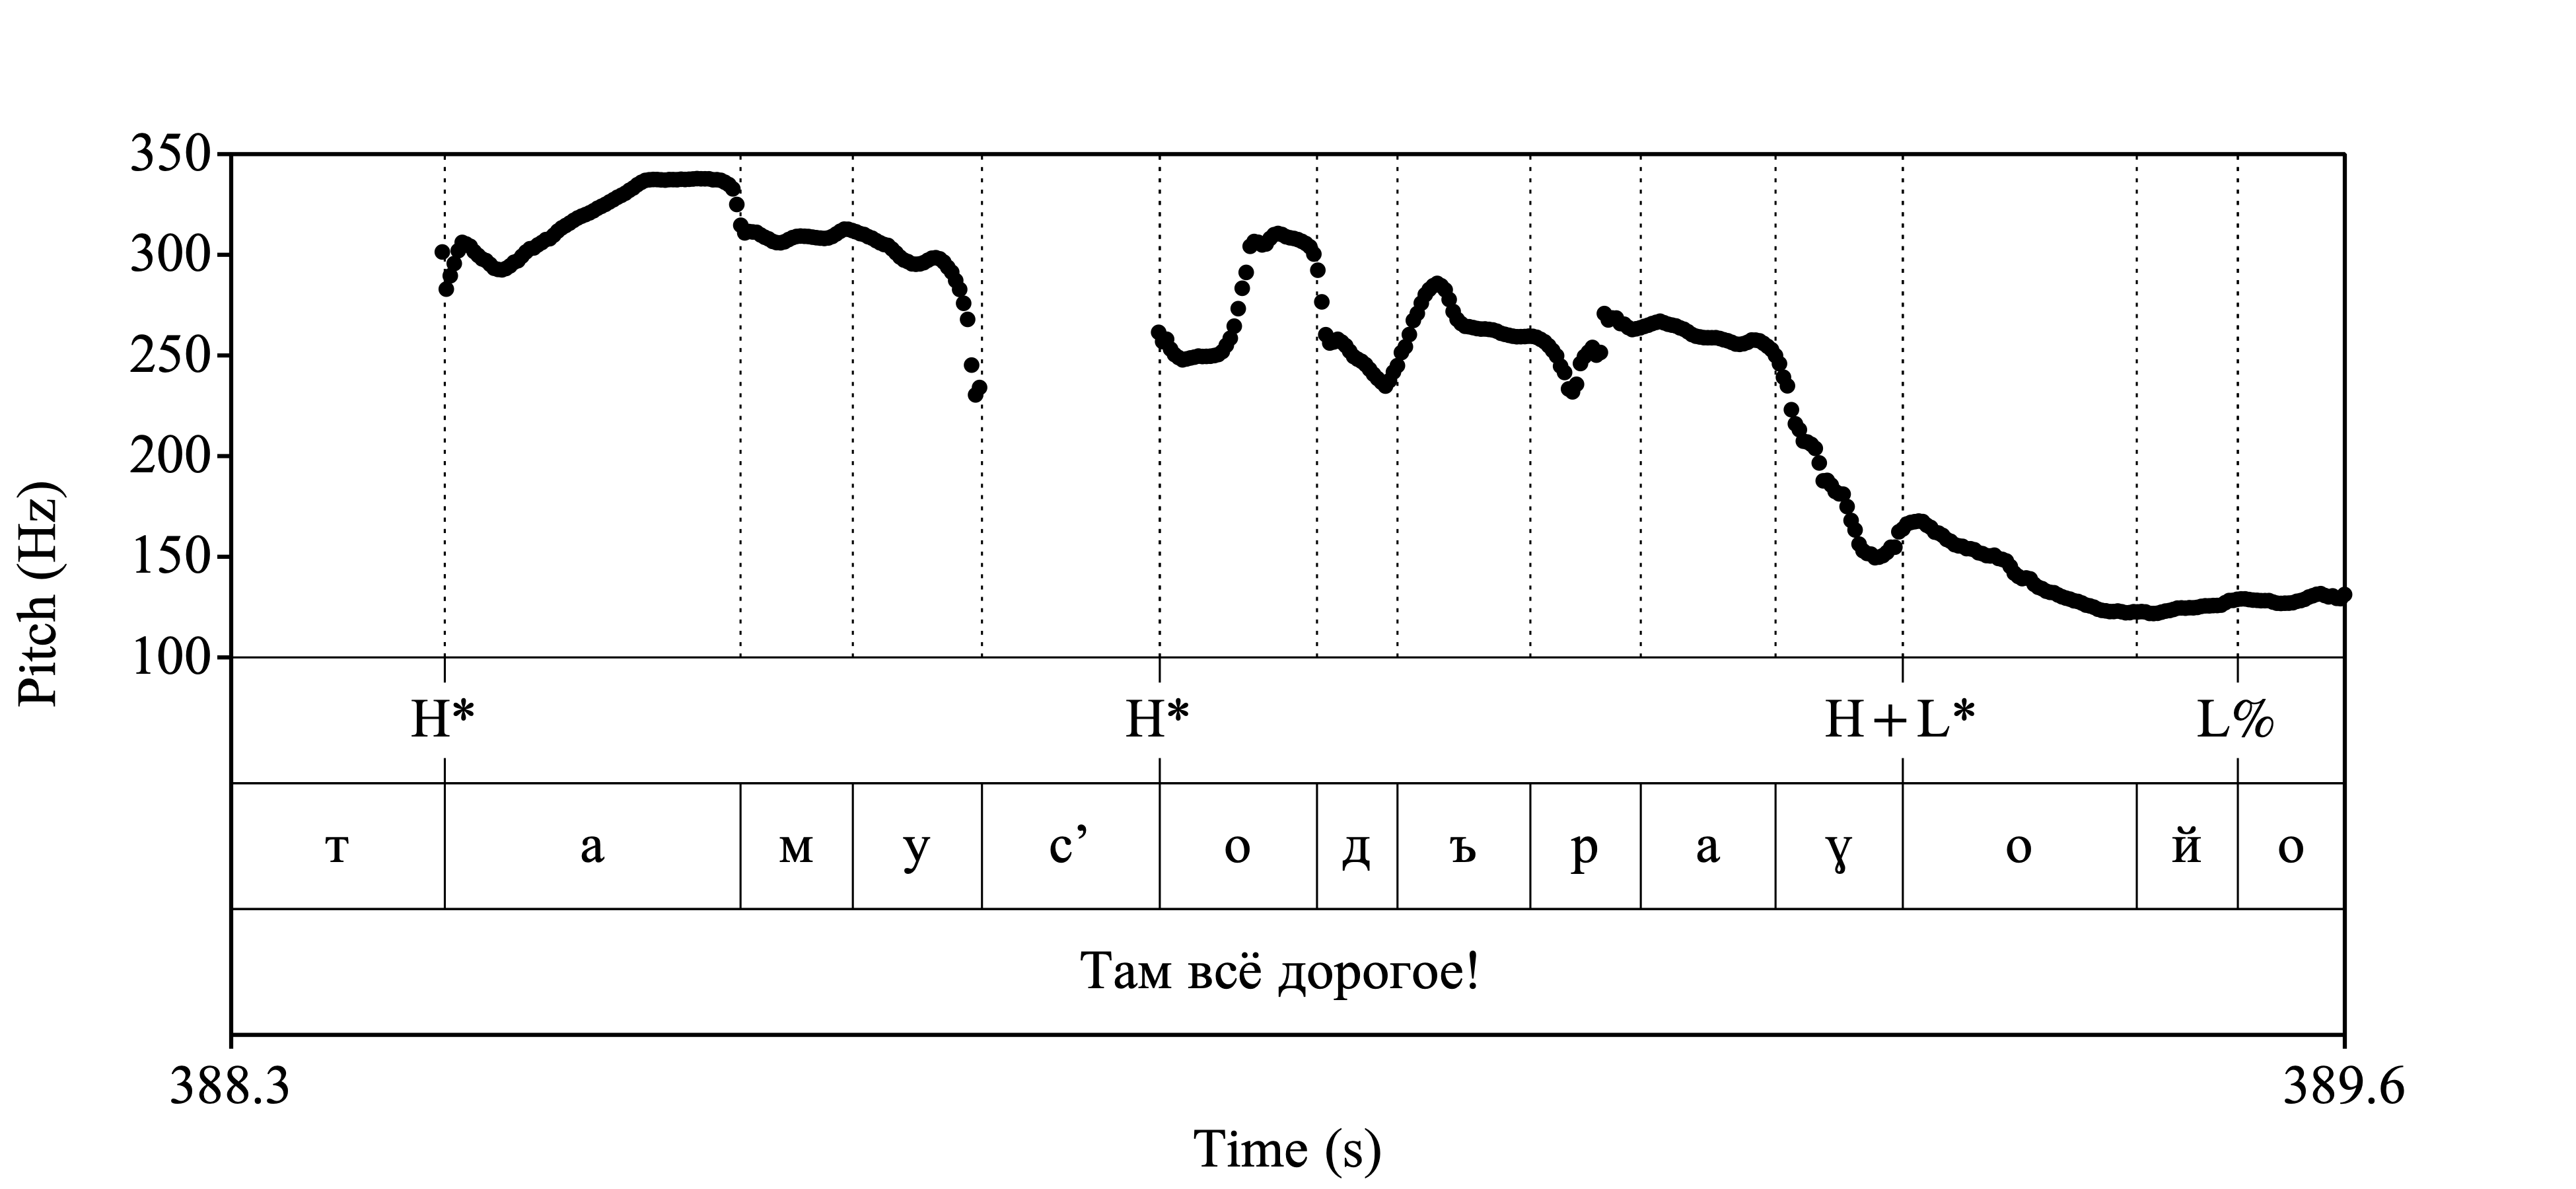 350
300
250
200
150
100
Pitch (Hz)
H* H* H+L* L%
т а м у с’ о д ъ р а ɣ о й о
Там всё дорогое!
388.3 389.6
Time (s)